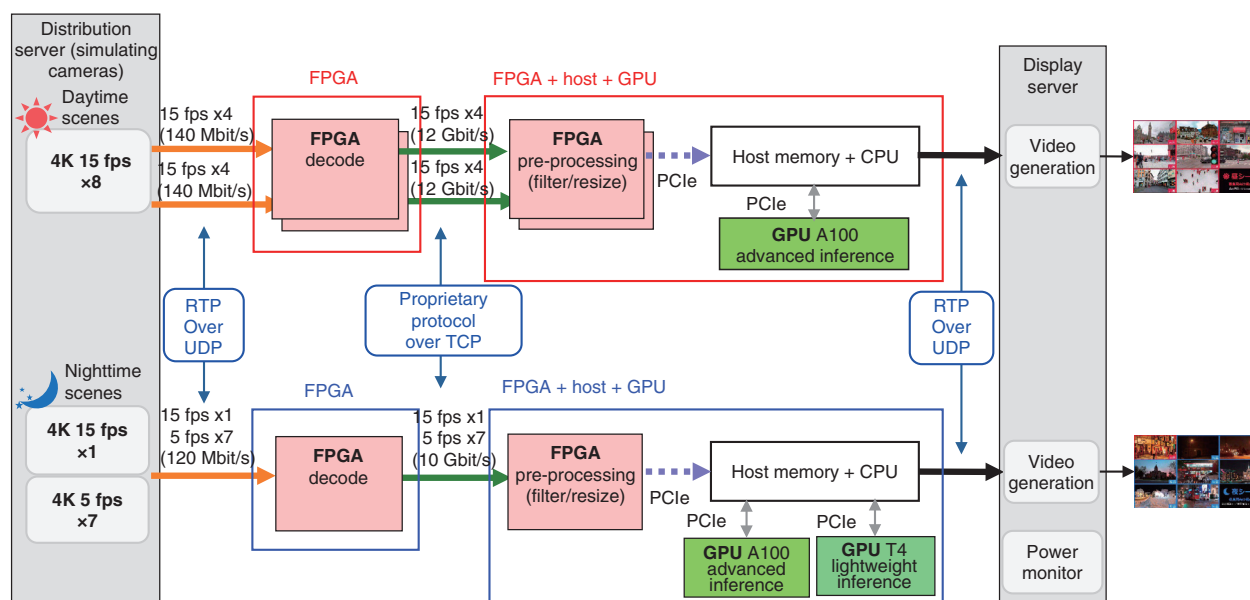 Distribution
server (simulating
cameras)
Daytime
scenes
4K 15 fps
×8
15 fps x4
(140 Mbit/s)
15 fps x4
(140 Mbit/s)
FPGA
FPGA
decode
15 fps x4
(12 Gbit/s)
15 fps x4
(12 Gbit/s)
FPGA + host + GPU
FPGA
pre-processing
(filter/resize)
PCIe
Host memory + CPU
PCIe
GPU A100
advanced inference
Display
server
Video
generation
RTP
Over
UDP
Proprietary
protocol
over TCP
RTP
Over
UDP
Nighttime
scenes
4K 15 fps
×1
4K 5 fps
×7
15 fps x1
5 fps x7
(120 Mbit/s)
FPGA
FPGA
decode
15 fps x1
5 fps x7
(10 Gbit/s)
FPGA + host + GPU
FPGA
pre-processing
(filter/resize)
PCIe
Host memory + CPU
PCIe
PCIe
GPU A100
advanced
inference
GPU T4
lightweight
inference
Video
generation
Power
monitor